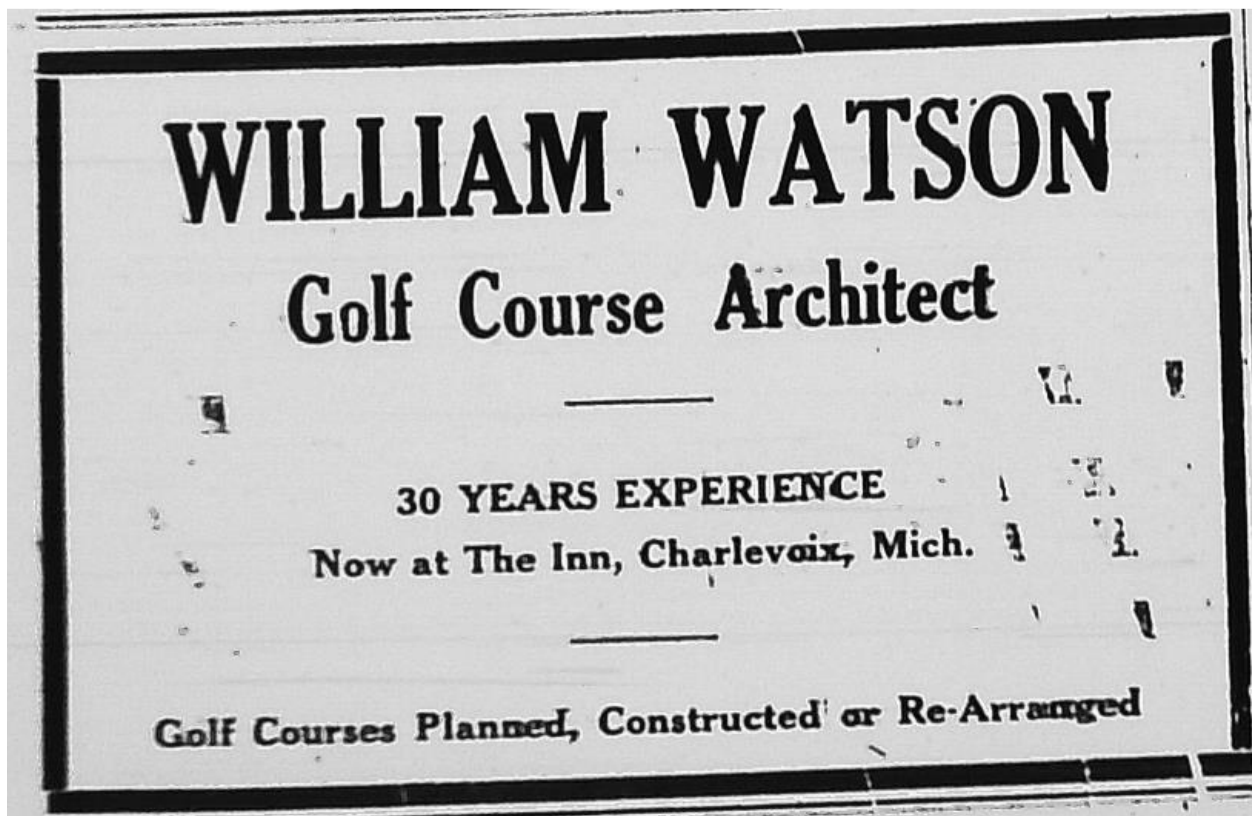 WILLIAM WATSON
Golf Course Architect
30 YEARS EXPERIENCE
Now at The Inn, Charlevoix, Mich.
Golf Courses Planned, Constructed or Re-Arranged